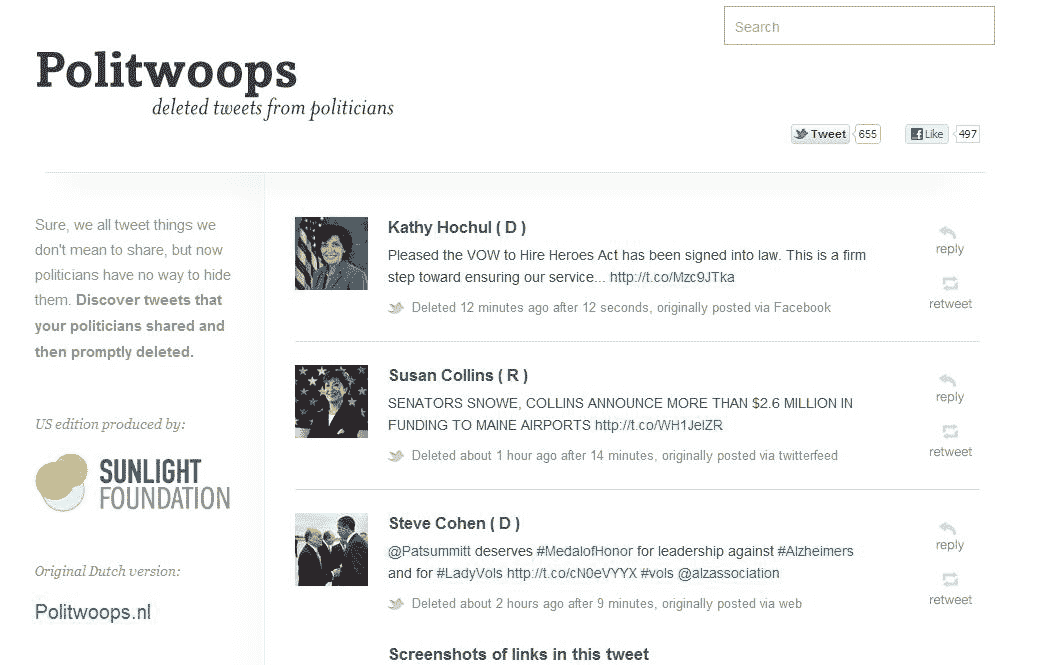 Search
Politwoops
deleted tweets from politicians
Tweet 655 Like 497
Sure, we all tweet things we
don't mean to share, but now
politicians have no way to hide
them. Discover tweets that
your politicians shared and
then promptly deleted.
US edition produced by:
SUNLIGHT
FOUNDATION
Original Dutch version:
Politwoops.nl
Kathy Hochul ( D )
Pleased the VOW to Hire Heroes Act has been signed into law. This is a firm
step toward ensuring our service... http://t.co/Mzc9JTka
Deleted 12 minutes ago after 12 seconds, originally posted via Facebook
reply
retweet
Susan Collins ( R )
SENATORS SNOWE, COLLINS ANNOUNCE MORE THAN $2.6 MILLION IN
FUNDING TO MAINE AIRPORTS http://t.co/WH1JelZR
Deleted about 1 hour ago after 14 minutes, originally posted via twitterfeed
reply
retweet
Steve Cohen ( D )
@Patsummitt deserves #MedalofHonor for leadership against #Alzheimers
and for #LadyVols http://t.co/cN0eVYYX #vols @alzassociation
Deleted about 2 hours ago after 9 minutes, originally posted via web
reply
retweet
Screenshots of links in this tweet